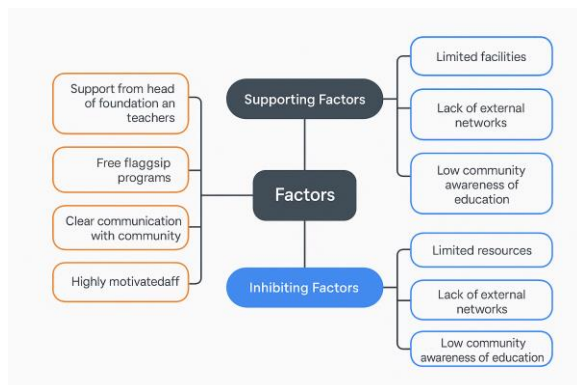 Support from head
of foundation an
teachers
Free flaggsip
programs
Clear communication
with community
Highly motivatedaff
Supporting Factors
Factors
Inhibiting Factors
Limited facilities
Lack of external
networks
Low community
awareness of
education
Limited resources
Lack of external
networks
Low community
awareness of education